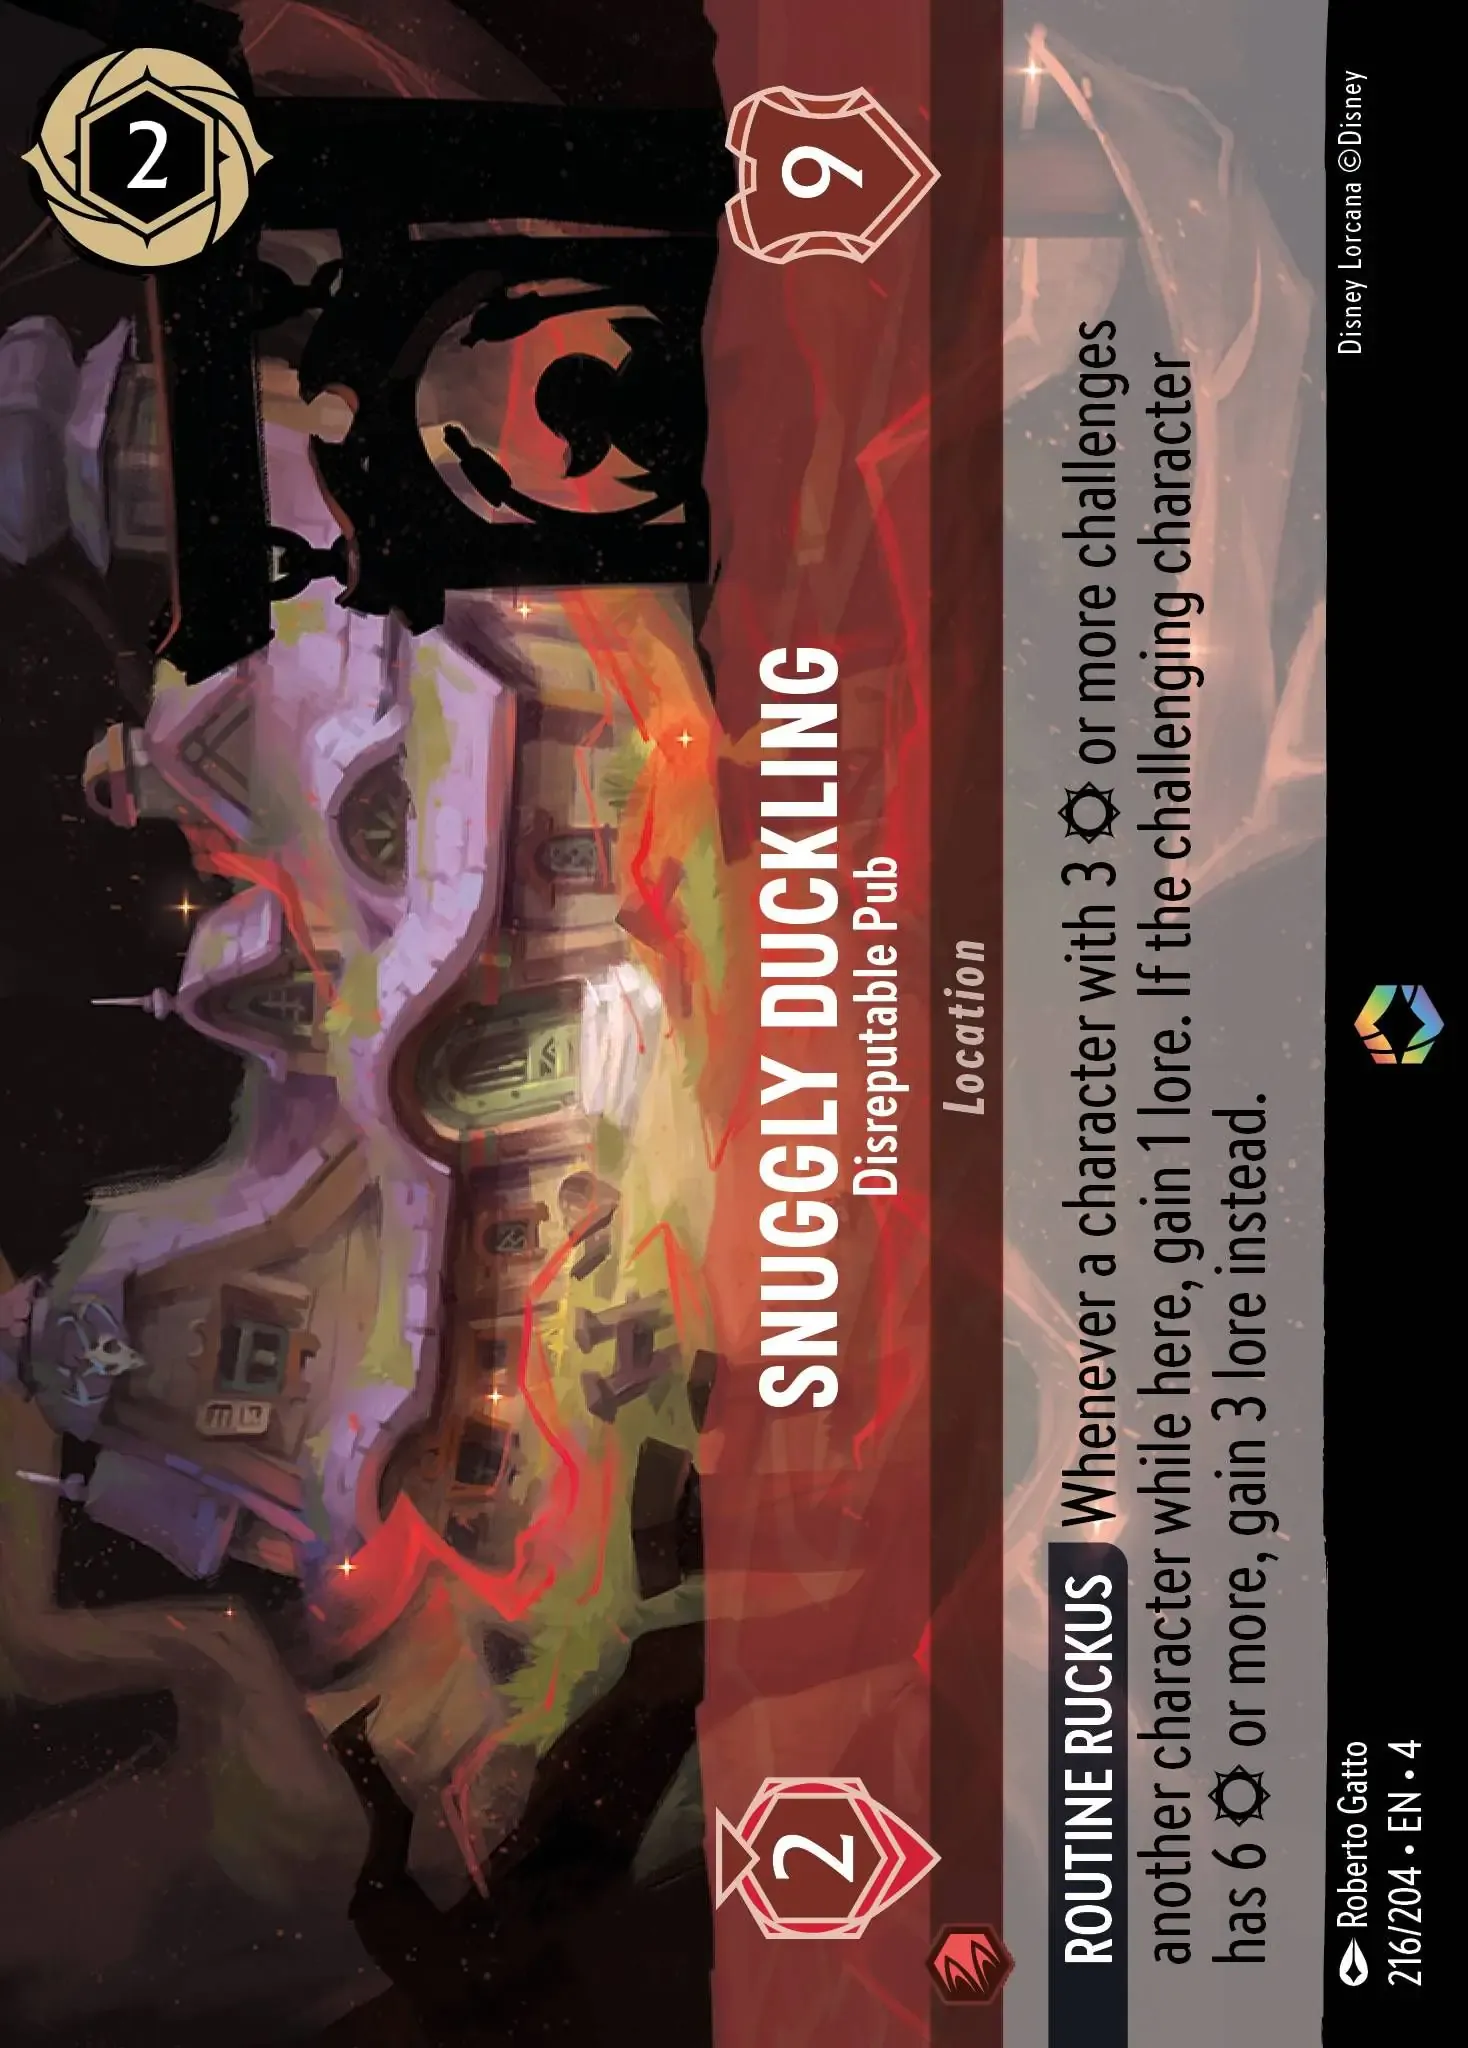 2
2
SNUGGLY DUCKLING
9
Disreputable Pub
Location
ROUTINE RUCKUS Whenever a character with 3 or more challenges
another character while here, gain 1 lore. If the challenging character
has 6 or more, gain 3 lore instead.
Roberto Gatto
Disney Lorcana ©Disney
216/204 • EN • 4